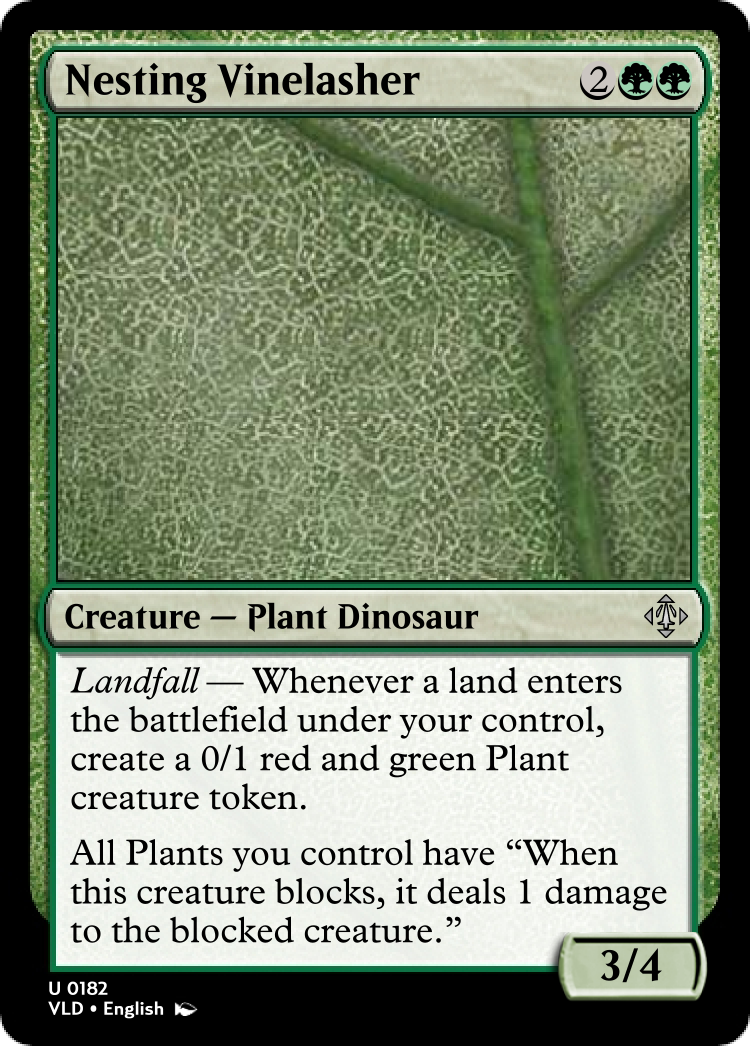 Nesting Vinelasher 2
Creature — Plant Dinosaur
Landfall — Whenever a land enters
the battlefield under your control,
create a 0/1 red and green Plant
creature token.
All Plants you control have “When
this creature blocks, it deals 1 damage
to the blocked creature.”
3/4
U 0182
VLD • English